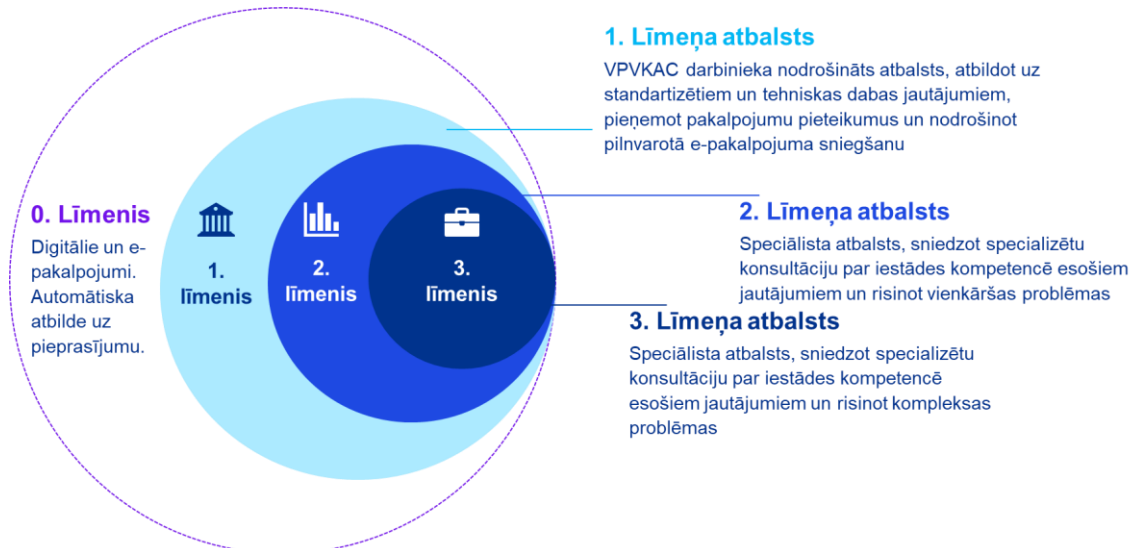 1. Līmeņa atbalsts
VPVKAC darbinieka nodrošināts atbalsts, atbildot uz
standartizētiem un tehniskas dabas jautājumiem,
pieņemot pakalpojumu pieteikumus un nodrošinot
pilnvarotā e-pakalpojuma sniegšanu
0. Līmenis
Digitālie un e-
pakalpojumi.
Automātiska
atbilde uz
pieprasījumu.
1.
līmenis
2.
līmenis
3.
līmenis
2. Līmeņa atbalsts
Speciālista atbalsts, sniedzot specializētu
konsultāciju par iestādes kompetencē esošiem
jautājumiem un risinot vienkāršas problēmas
3. Līmeņa atbalsts
Speciālista atbalsts, sniedzot specializētu
konsultāciju par iestādes kompetencē
esošiem jautājumiem un risinot kompleksas
problēmas